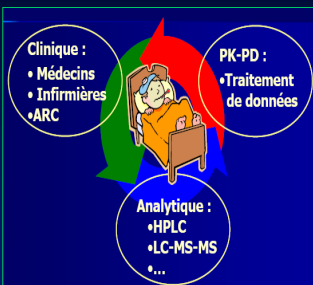 Clinique :
• Médecins
• Infirmières
•ARC
PK-PD :
•Traitement
de données
Analytique :
•HPLC
•LC-MS-MS
•...